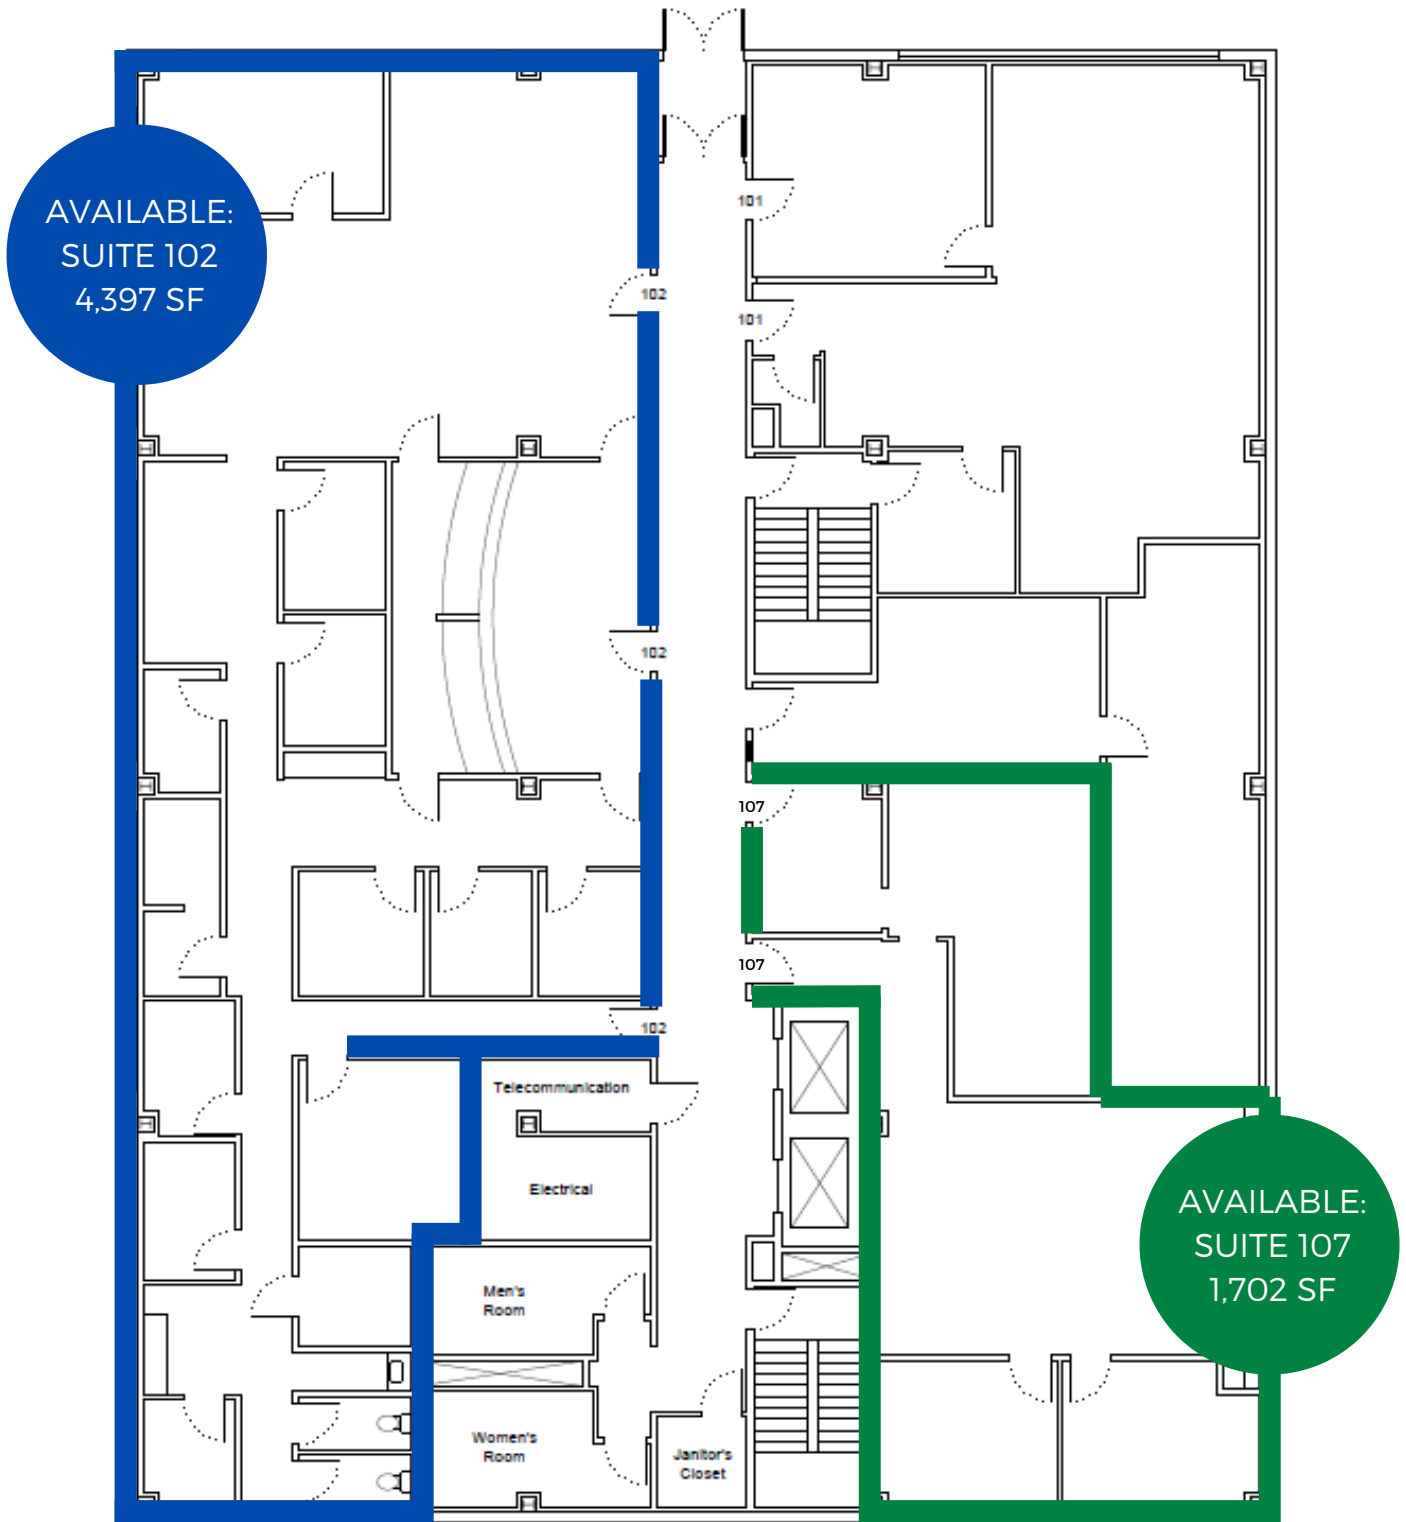 101
AVAILABLE:
SUITE 102
4,397 SF
102
101
102
107
107
102
Telecommunication
Electrical
AVAILABLE:
SUITE 107
1,702 SF
Men's
Room
Women's
Room
Janitor's
Closet